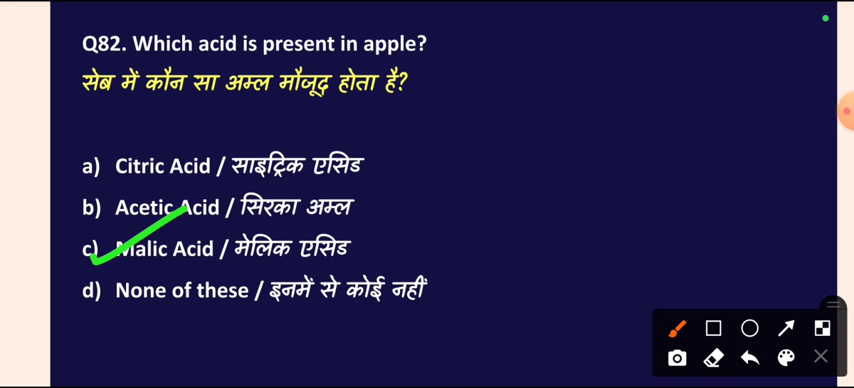 Q82. Which acid is present in apple?
सेब में कौन सा अम्ल मौजूद होता है?
a) Citric Acid / साइट्रिक एसिड
b) Acetic Acid / सिरका अम्ल
c) Malic Acid / मेलिक एसिड
d) None of these / इनमें से कोई नहीं